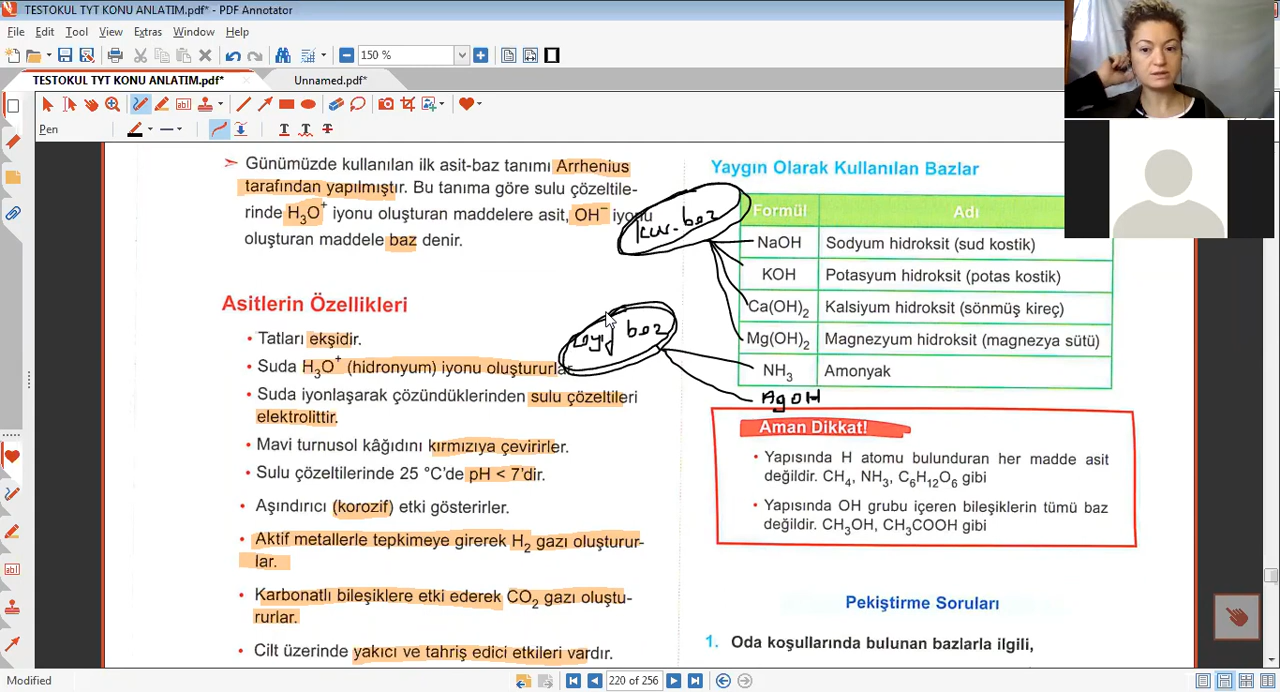 TESTOKUL TYT KONU ANLATIM.pdf* - PDF Annotator
File Edit Tool View Extras Window Help
150 %
TESTOKUL TYT KONU ANLATIM.pdf* Unnamed.pdf*
Pen
➢ Günümüzde kullanılan ilk asit-baz tanımı Arrhenius
tarafından yapılmıştır. Bu tanıma göre sulu çözeltile-
rinde H₃O⁺ iyonu oluşturan maddelere asit, OH⁻ iyonu
oluşturan maddele baz denir.
Asitlerin Özellikleri
• Tatları ekşidir.
• Suda H₃O⁺ (hidronyum) iyonu oluştururlar.
• Suda iyonlaşarak çözündüklerinden sulu çözeltileri
elektrolittir.
• Mavi turnusol kâğıdını kırmızıya çevirirler.
• Sulu çözeltilerinde 25 °C'de pH < 7'dir.
• Aşındırıcı (korozif) etki gösterirler.
• Aktif metallerle tepkimeye girerek H₂ gazı oluşturur-
lar.
• Karbonatlı bileşiklere etki ederek CO₂ gazı oluştu-
rurlar.
• Cilt üzerinde yakıcı ve tahriş edici etkileri vardır.
Yaygın Olarak Kullanılan Bazlar
kuv. baz
Formül Adı
NaOH Sodyum hidroksit (sud kostik)
KOH Potasyum hidroksit (potas kostik)
Ca(OH)₂ Kalsiyum hidroksit (sönmüş kireç)
Mg(OH)₂ Magnezyum hidroksit (magnezya sütü)
NH₃ Amonyak
zayıf baz
AgOH
Aman Dikkat!
• Yapısında H atomu bulunduran her madde asit
değildir. CH₄, NH₃, C₆H₁₂O₆ gibi
• Yapısında OH grubu içeren bileşiklerin tümü baz
değildir. CH₃OH, CH₃COOH gibi
Pekiştirme Soruları
1. Oda koşullarında bulunan bazlarla ilgili,
Modified
220 of 256